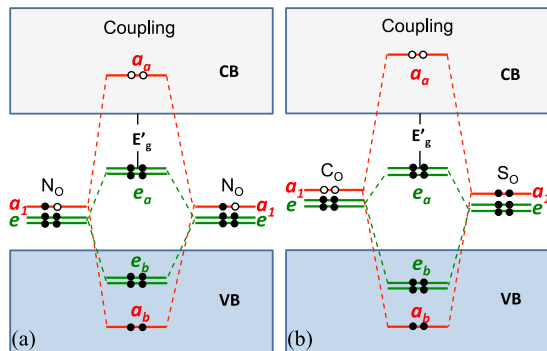 Coupling
a_a
CB
E'_g
N_O
N_O
a_1
a_1
e_a
e
e
e_b
VB
a_b
(a)
Coupling
a_a
CB
E'_g
C_O
S_O
a_1
a_1
e
e_a
e
e_b
VB
a_b
(b)